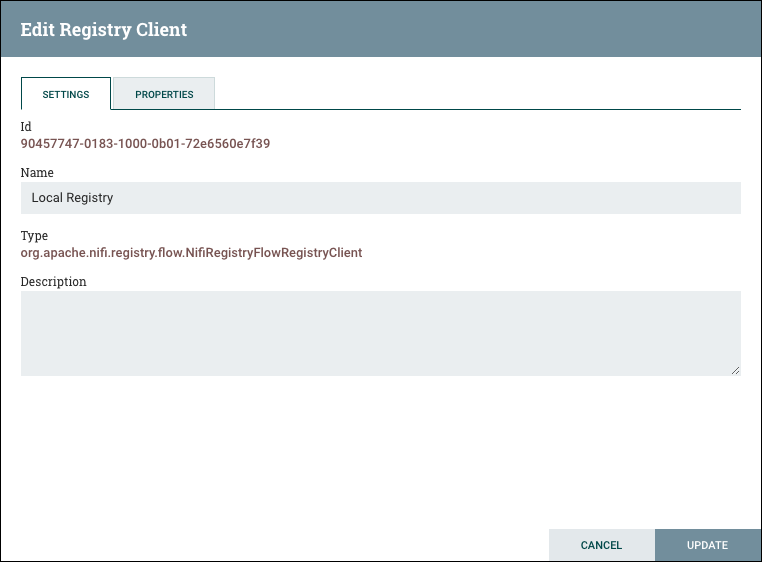 Edit Registry Client
SETTINGS
PROPERTIES
Id
90457747-0183-1000-0b01-72e6560e7f39
Name
Local Registry
Type
org.apache.nifi.registry.flow.NifiRegistryFlowRegistryClient
Description
CANCEL
UPDATE